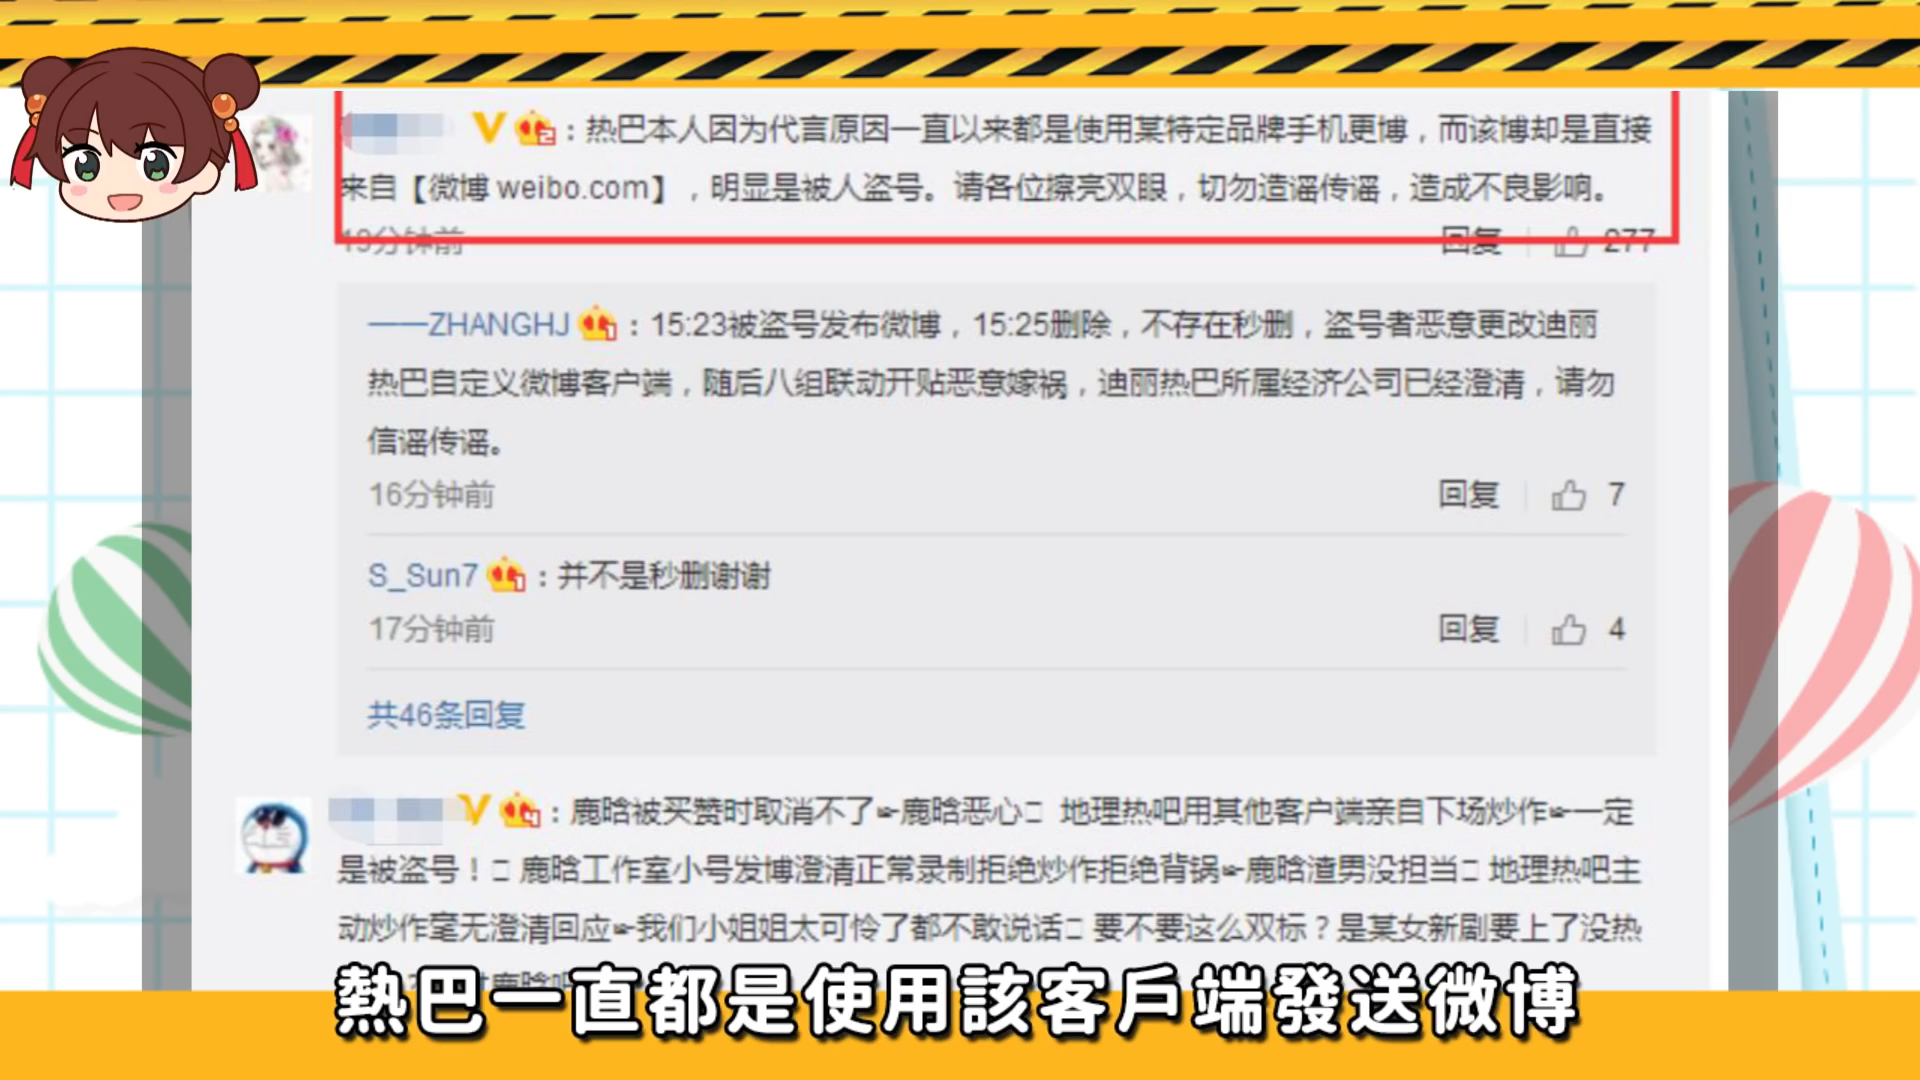 ：热巴本人因为代言原因一直以来都是使用某特定品牌手机更博，而该博却是直接
来自【微博 weibo.com】，明显是被人盗号。请各位擦亮双眼，切勿造谣传谣，造成不良影响。
19分钟前 回复 277
——ZHANGHJ：15:23被盗号发布微博，15:25删除，不存在秒删，盗号者恶意更改迪丽
热巴自定义微博客户端，随后八组联动开贴恶意嫁祸，迪丽热巴所属经济公司已经澄清，请勿
信谣传谣。
16分钟前 回复 7
S_Sun7：并不是秒删谢谢
17分钟前 回复 4
共46条回复
：鹿晗被买赞时取消不了☛鹿晗恶心□ 地理热吧用其他客户端亲自下场炒作☛一定
是被盗号！□ 鹿晗工作室小号发博澄清正常录制拒绝炒作拒绝背锅☛鹿晗渣男没担当□ 地理热吧主
动炒作毫无澄清回应☛我们小姐姐太可怜了都不敢说话□ 要不要这么双标？是某女新剧要上了没热
熱巴一直都是使用該客戶端發送微博